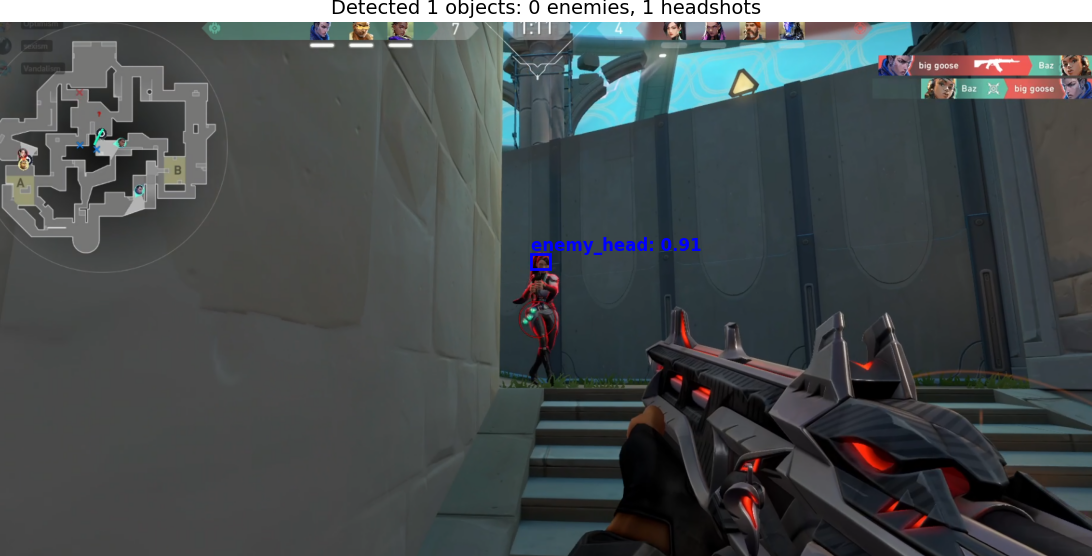 Detected 1 objects: 0 enemies, 1 headshots
7 1:11 4
big goose Baz
Baz big goose
A
B
enemy_head: 0.91